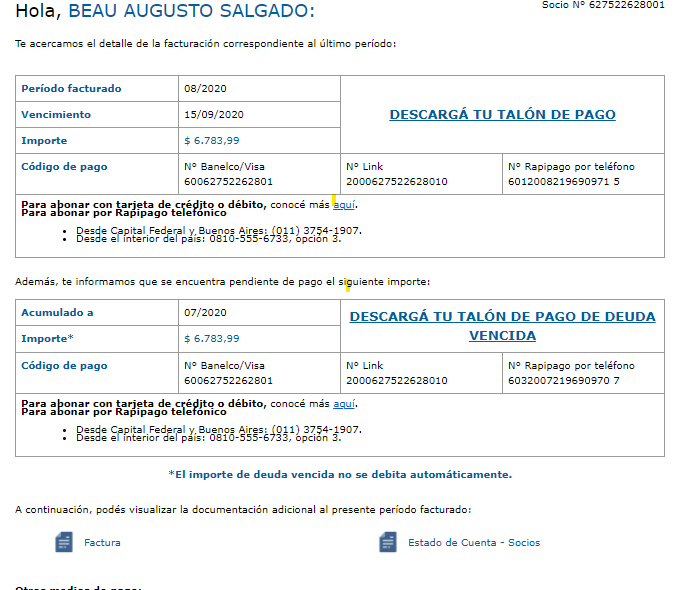 Hola, BEAU AUGUSTO SALGADO:
Socio N° 627522628001
Te acercamos el detalle de la facturación correspondiente al último período:
Período facturado 08/2020
DESCARGÁ TU TALÓN DE PAGO
Vencimiento 15/09/2020
Importe $ 6.783,99
Código de pago N° Banelco/Visa N° Link N° Rapipago por teléfono
60062752262801 2000627522628010 6012008219690971 5
Para abonar con tarjeta de crédito o débito, conocé más aquí.
Para abonar por Rapipago telefónico
• Desde Capital Federal y Buenos Aires: (011) 3754-1907.
• Desde el interior del país: 0810-555-6733, opción 3.
Además, te informamos que se encuentra pendiente de pago el siguiente importe:
Acumulado a 07/2020
DESCARGÁ TU TALÓN DE PAGO DE DEUDA
VENCIDA
Importe* $ 6.783,99
Código de pago N° Banelco/Visa N° Link N° Rapipago por teléfono
60062752262801 2000627522628010 6032007219690970 7
Para abonar con tarjeta de crédito o débito, conocé más aquí.
Para abonar por Rapipago telefónico
• Desde Capital Federal y Buenos Aires: (011) 3754-1907.
• Desde el interior del país: 0810-555-6733, opción 3.
*El importe de deuda vencida no se debita automáticamente.
A continuación, podés visualizar la documentación adicional al presente período facturado:
Factura
Estado de Cuenta - Socios
Otros medios de pago: